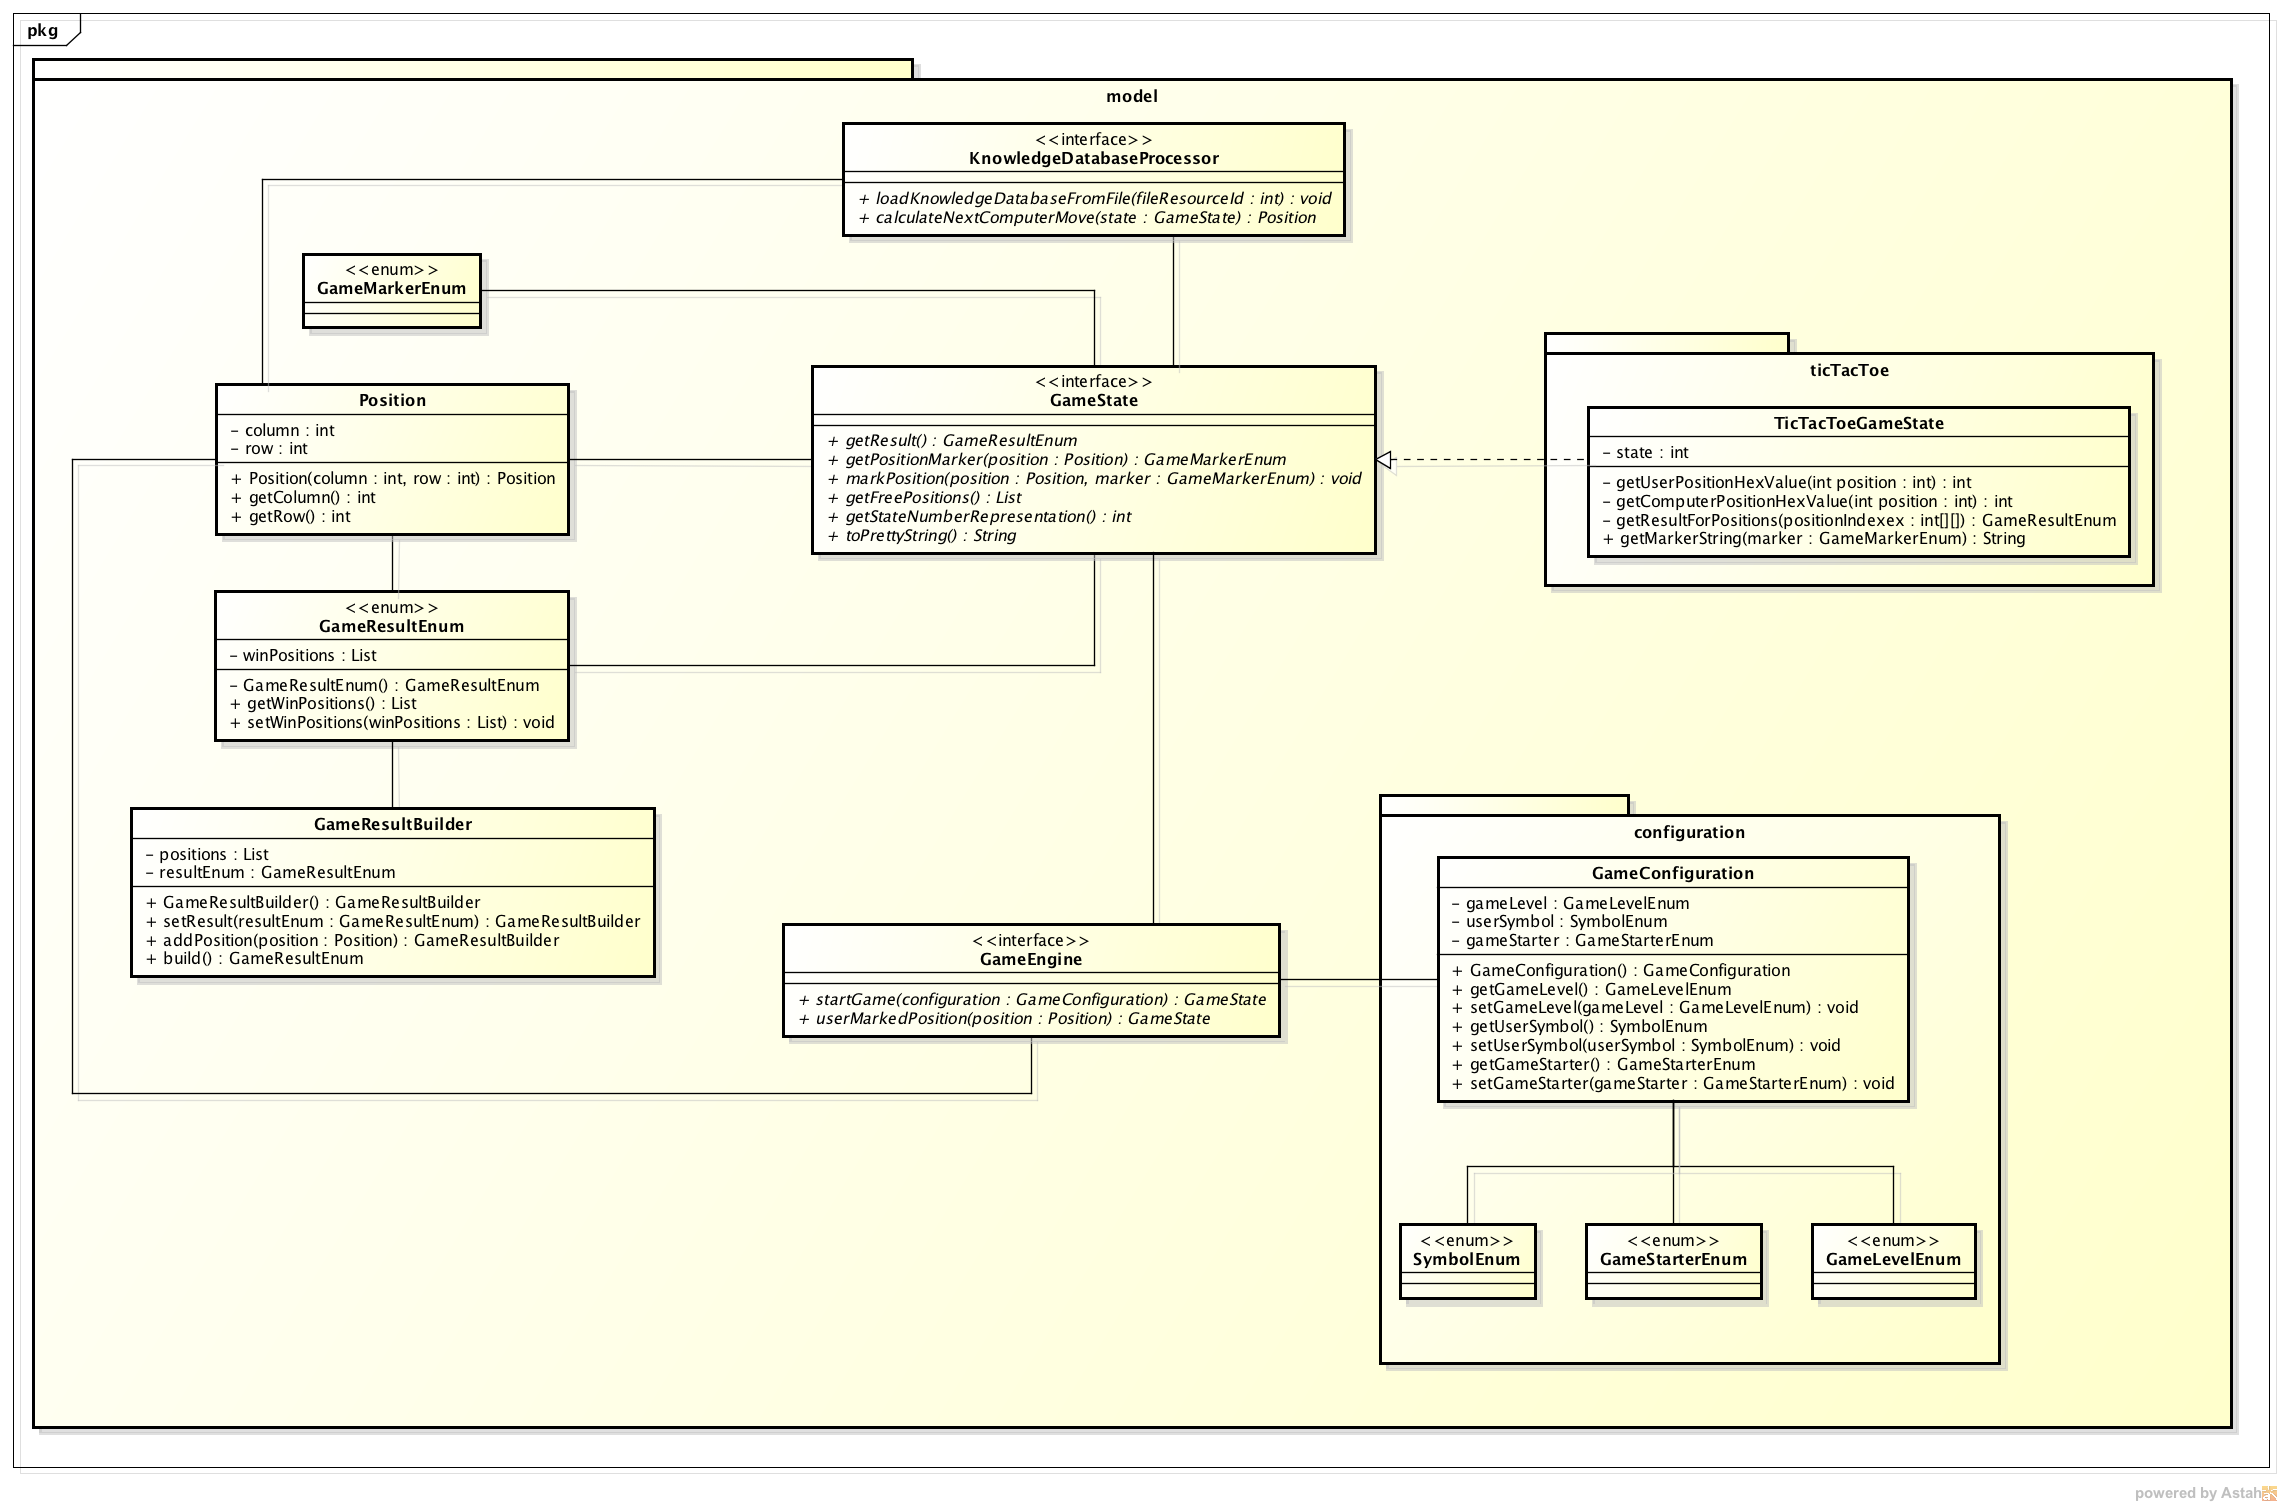 pkg
model
<<interface>>
KnowledgeDatabaseProcessor
+ loadKnowledgeDatabaseFromFile(fileResourceId : int) : void
+ calculateNextComputerMove(state : GameState) : Position
<<enum>>
GameMarkerEnum
Position
- column : int
- row : int
+ Position(column : int, row : int) : Position
+ getColumn() : int
+ getRow() : int
<<interface>>
GameState
+ getResult() : GameResultEnum
+ getPositionMarker(position : Position) : GameMarkerEnum
+ markPosition(position : Position, marker : GameMarkerEnum) : void
+ getFreePositions() : List
+ getStateNumberRepresentation() : int
+ toPrettyString() : String
ticTacToe
TicTacToeGameState
- state : int
- getUserPositionHexValue(int position : int) : int
- getComputerPositionHexValue(int position : int) : int
- getResultForPositions(positionIndexex : int[][]) : GameResultEnum
+ getMarkerString(marker : GameMarkerEnum) : String
<<enum>>
GameResultEnum
- winPositions : List
- GameResultEnum() : GameResultEnum
+ getWinPositions() : List
+ setWinPositions(winPositions : List) : void
GameResultBuilder
- positions : List
- resultEnum : GameResultEnum
+ GameResultBuilder() : GameResultBuilder
+ setResult(resultEnum : GameResultEnum) : GameResultBuilder
+ addPosition(position : Position) : GameResultBuilder
+ build() : GameResultEnum
<<interface>>
GameEngine
+ startGame(configuration : GameConfiguration) : GameState
+ userMarkedPosition(position : Position) : GameState
configuration
GameConfiguration
- gameLevel : GameLevelEnum
- userSymbol : SymbolEnum
- gameStarter : GameStarterEnum
+ GameConfiguration() : GameConfiguration
+ getGameLevel() : GameLevelEnum
+ setGameLevel(gameLevel : GameLevelEnum) : void
+ getUserSymbol() : SymbolEnum
+ setUserSymbol(userSymbol : SymbolEnum) : void
+ getGameStarter() : GameStarterEnum
+ setGameStarter(gameStarter : GameStarterEnum) : void
<<enum>>
SymbolEnum
<<enum>>
GameStarterEnum
<<enum>>
GameLevelEnum
powered by Astah